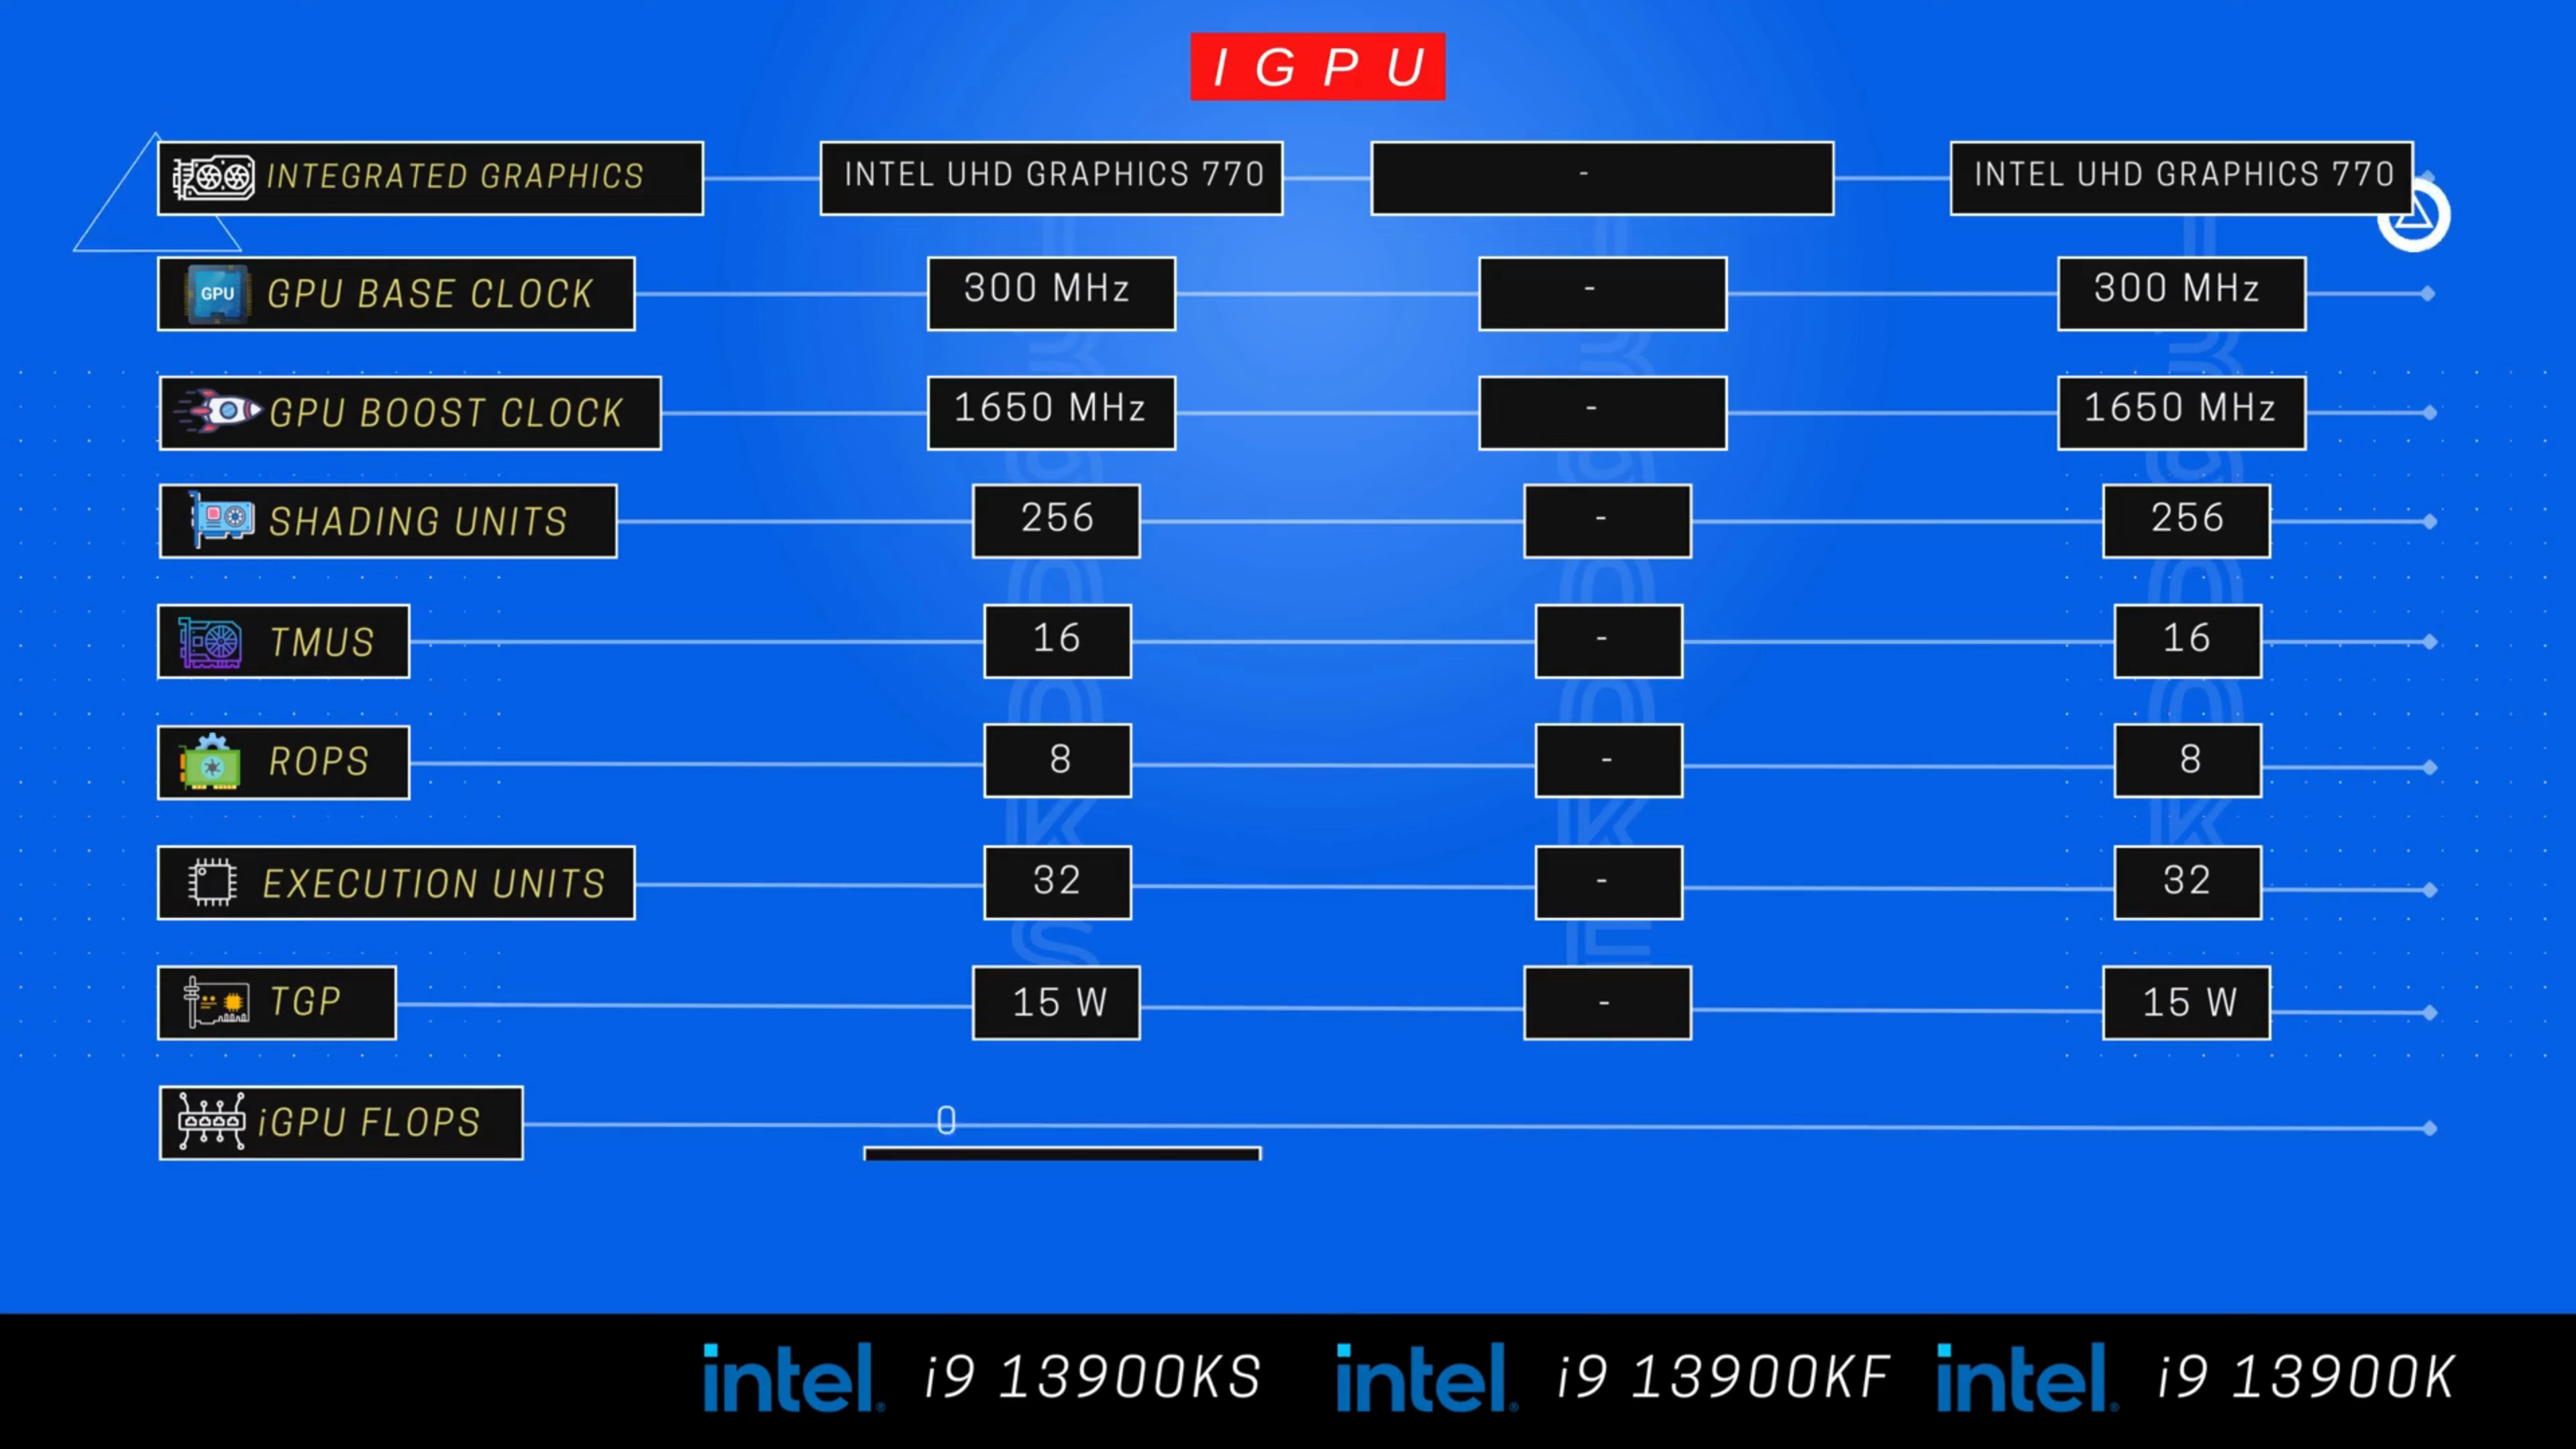 IGPU
INTEGRATED GRAPHICS INTEL UHD GRAPHICS 770 - INTEL UHD GRAPHICS 770
GPU
GPU BASE CLOCK 300 MHz - 300 MHz
GPU BOOST CLOCK 1650 MHz - 1650 MHz
SHADING UNITS 256 - 256
TMUS 16 - 16
ROPS 8 - 8
EXECUTION UNITS 32 - 32
TGP 15 W - 15 W
iGPU FLOPS 0
intel. i9 13900KS intel. i9 13900KF intel. i9 13900K